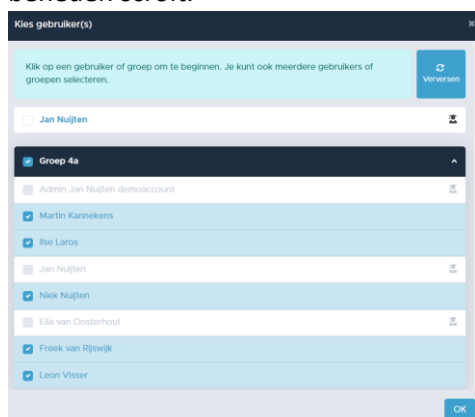 beneden scrolt.
Kies gebruiker(s)
Klik op een gebruiker of groep om te beginnen. Je kunt ook meerdere gebruikers of
groepen selecteren.
Verversen
Jan Nuijten
Groep 4a
Admin Jan Nuijten demoaccount
Martin Kannekens
Ilse Laros
Jan Nuijten
Niek Nuijten
Ella van Oosterhout
Freek van Rijswijk
Leon Visser
OK